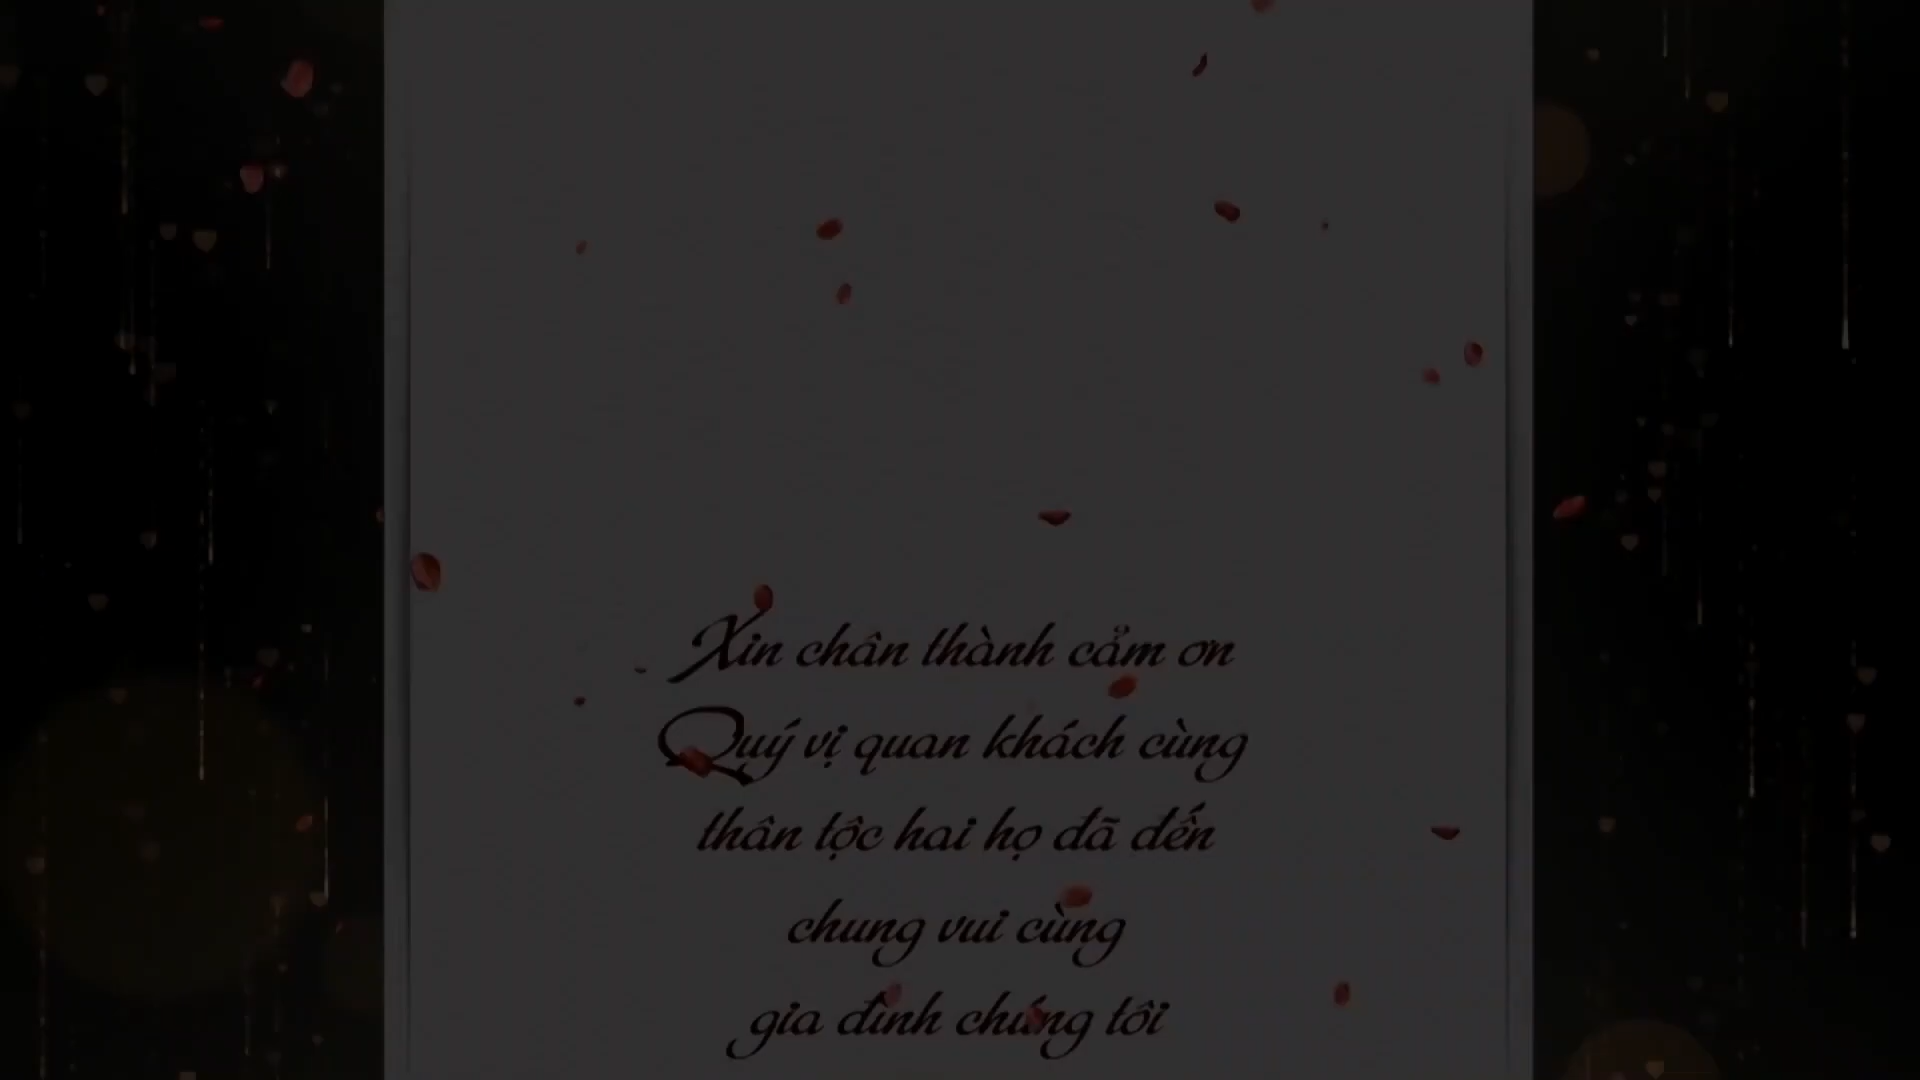 Xin chân thành cảm ơn
Quý vị quan khách cùng
thân tộc hai họ đã đến
chung vui cùng
gia đình chúng tôi